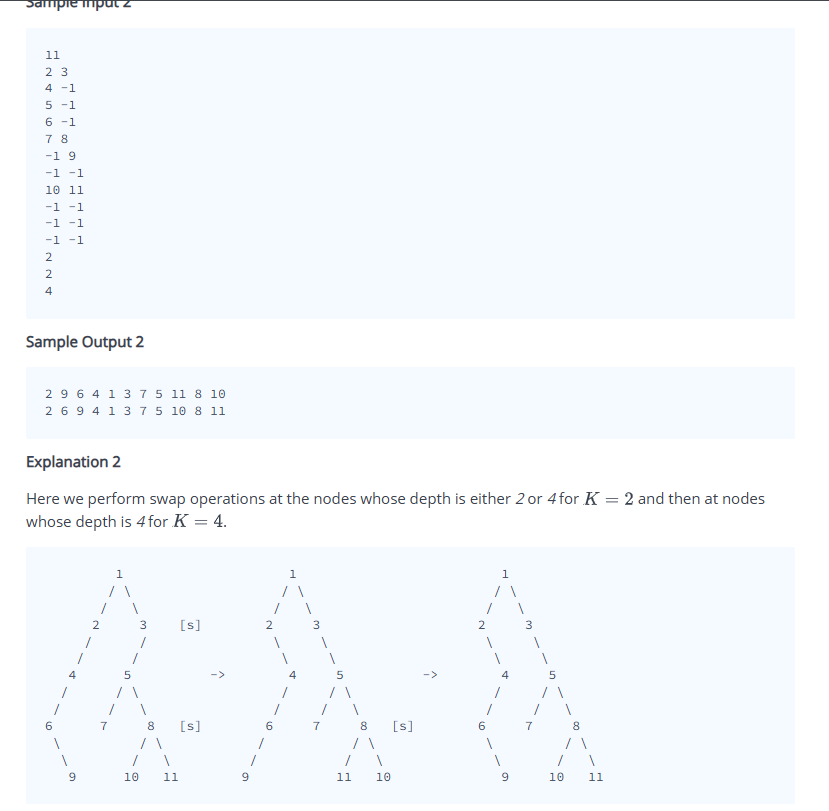 Sample Input 2
11
2 3
4 -1
5 -1
6 -1
7 8
-1 9
-1 -1
10 11
-1 -1
-1 -1
-1 -1
2
2
4
Sample Output 2
2 9 6 4 1 3 7 5 11 8 10
2 6 9 4 1 3 7 5 10 8 11
Explanation 2
Here we perform swap operations at the nodes whose depth is either 2 or 4 for K = 2 and then at nodes
whose depth is 4 for K = 4.
1 1 1
/ \ / \ / \
/ \ / \ / \
2 3 [s] 2 3 2 3
/ / \ \ \ \
/ / \ \ \ \
4 5 -> 4 5 -> 4 5
/ / \ / / \ / / \
/ / \ / / \ / / \
6 7 8 [s] 6 7 8 [s] 6 7 8
\ / \ / / \ \ / \
\ / \ / / \ \ / \
9 10 11 9 11 10 9 10 11